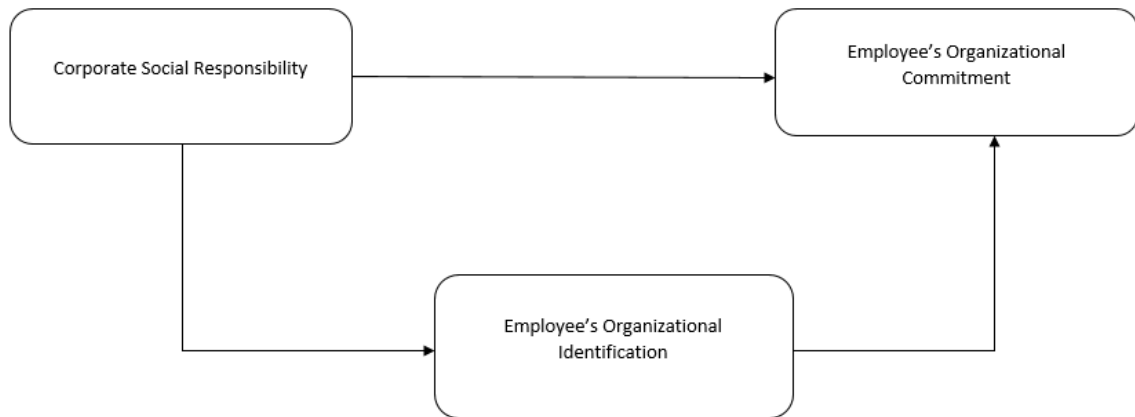 Corporate Social Responsibility
Employee’s Organizational
Commitment
Employee’s Organizational
Identification